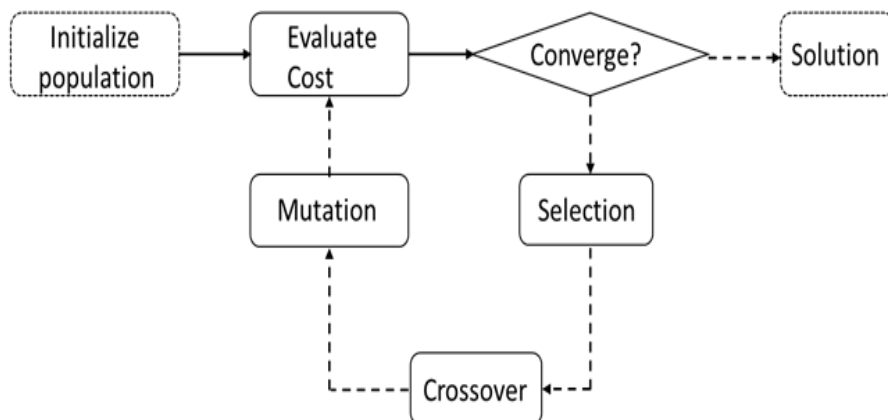 Initialize
population
Evaluate
Cost
Converge?
Solution
Mutation
Selection
Crossover